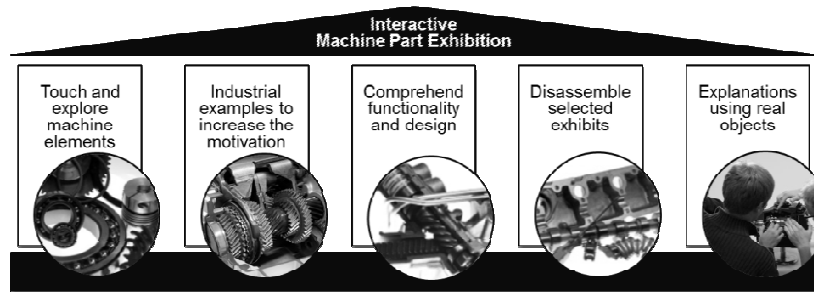 Interactive
Machine Part Exhibition
Touch and
explore
machine
elements
Industrial
examples to
increase the
motivation
Comprehend
functionality
and design
Disassemble
selected
exhibits
Explanations
using real
objects